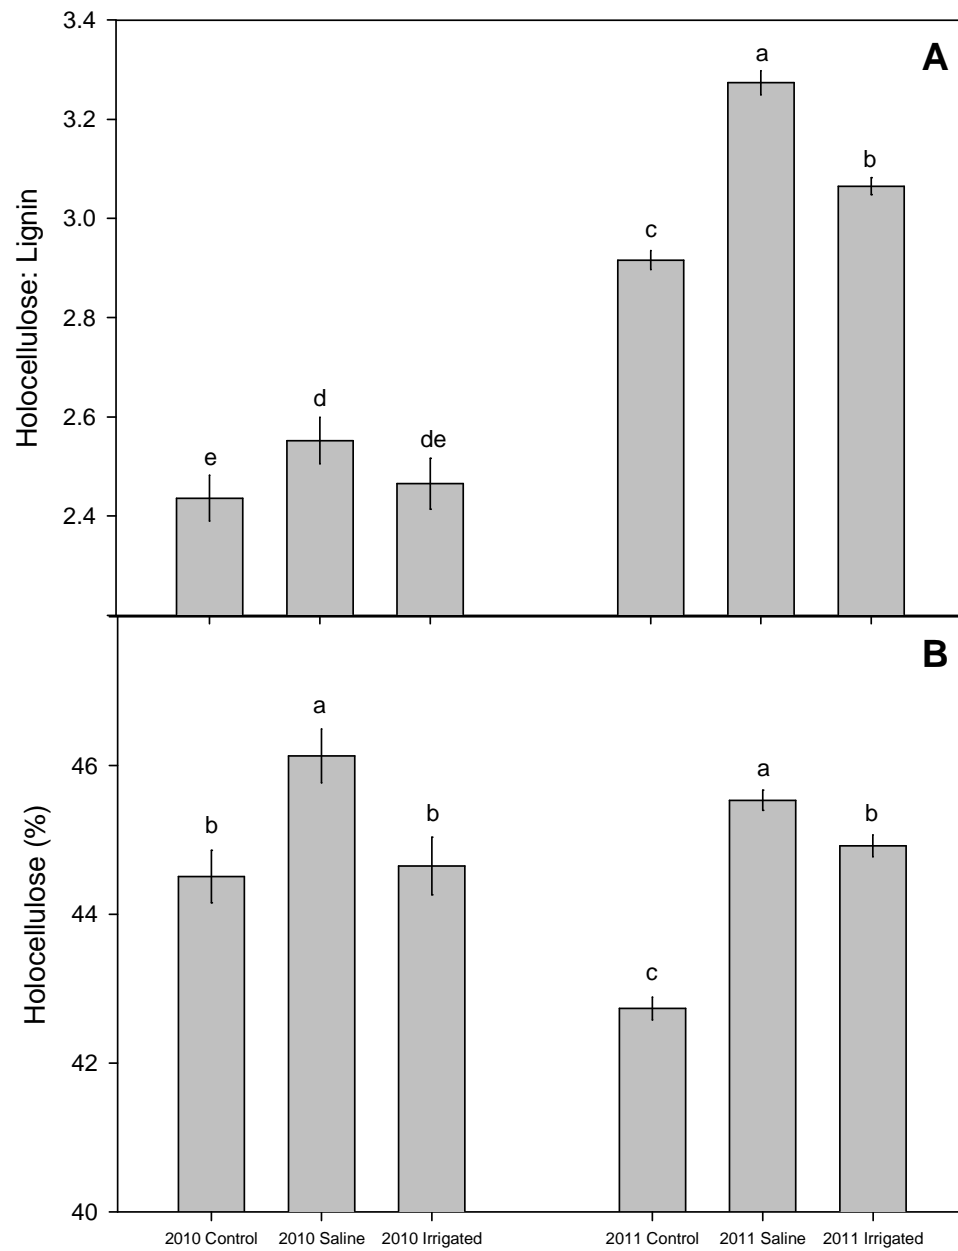 3.4
A
a
3.2
b
3.0
c
2.8
Holocellulose: Lignin
2.6
d
de
e
2.4
B
a
46
a
b
b
b
44
Holocellulose (%)
c
42
40
2010 Control 2010 Saline 2010 Irrigated 2011 Control 2011 Saline 2011 Irrigated